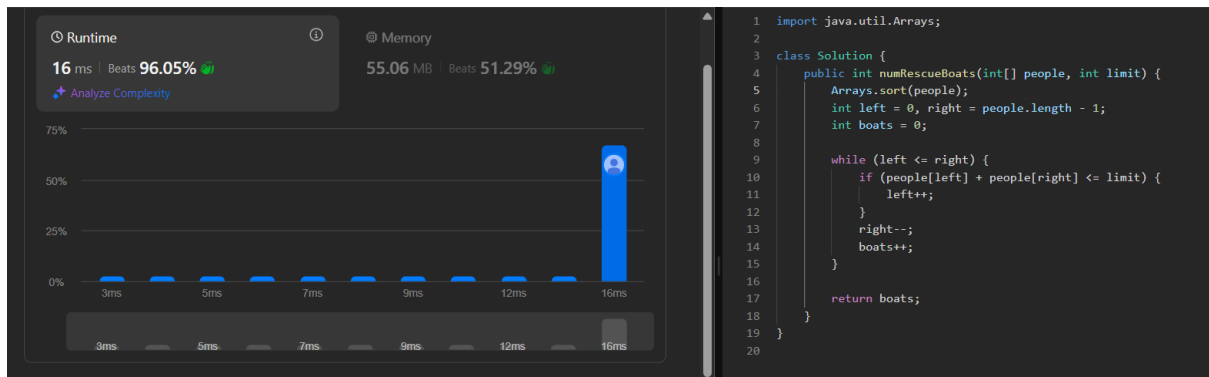 Runtime
Memory
16 ms | Beats 96.05%
55.06 MB | Beats 51.29%
Analyze Complexity
75%
50%
25%
0%
3ms 5ms 7ms 9ms 12ms 16ms
3ms 5ms 7ms 9ms 12ms 16ms
1 import java.util.Arrays;
2
3 class Solution {
4     public int numRescueBoats(int[] people, int limit) {
5         Arrays.sort(people);
6         int left = 0, right = people.length - 1;
7         int boats = 0;
8
9         while (left <= right) {
10             if (people[left] + people[right] <= limit) {
11                 left++;
12             }
13             right--;
14             boats++;
15         }
16
17         return boats;
18     }
19 }
20